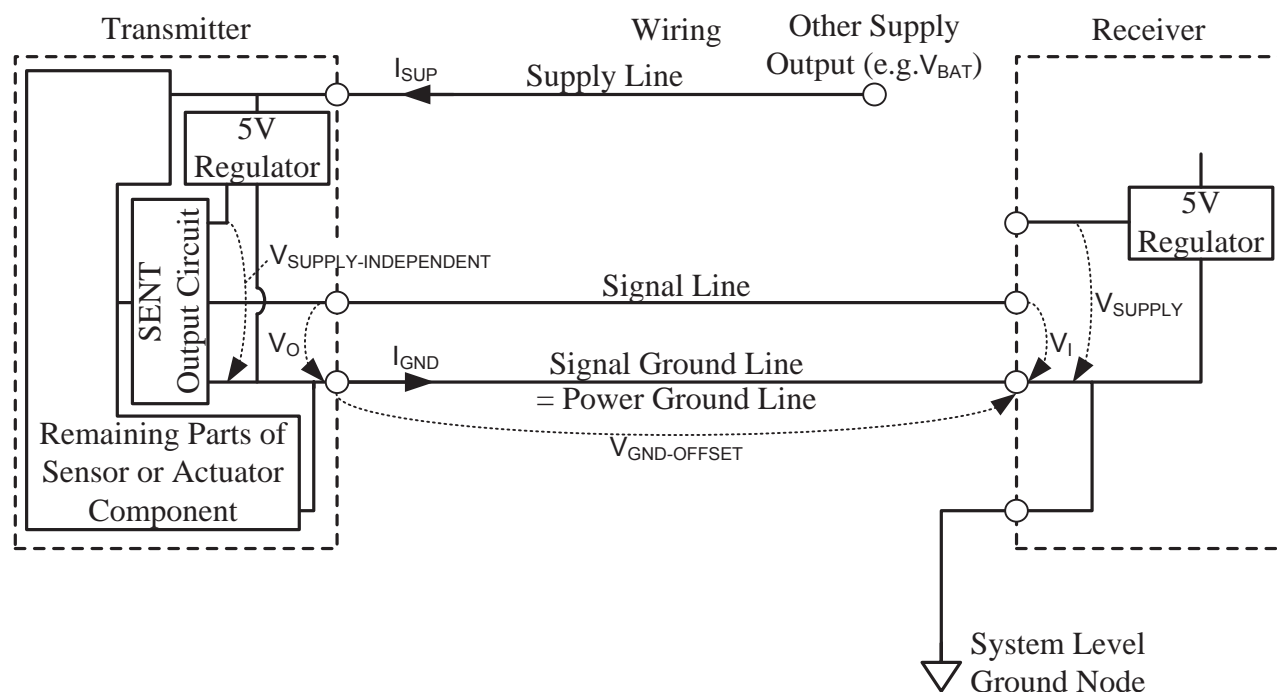 Transmitter
Wiring
Other Supply
Output (e.g.VBAT)
Receiver
ISUP
Supply Line
5V
Regulator
5V
Regulator
SENT
Output Circuit
VSUPPLY-INDEPENDENT
Signal Line
VSUPPLY
VO
VI
IGND
Signal Ground Line
= Power Ground Line
VGND-OFFSET
Remaining Parts of
Sensor or Actuator
Component
System Level
Ground Node